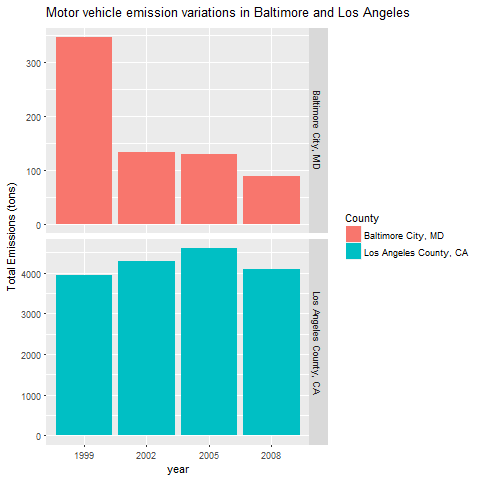 Motor vehicle emission variations in Baltimore and Los Angeles
Total Emissions (tons)
300
200
100
0
Baltimore City, MD
4000
3000
2000
1000
0
Los Angeles County, CA
1999 2002 2005 2008
year
County
Baltimore City, MD
Los Angeles County, CA